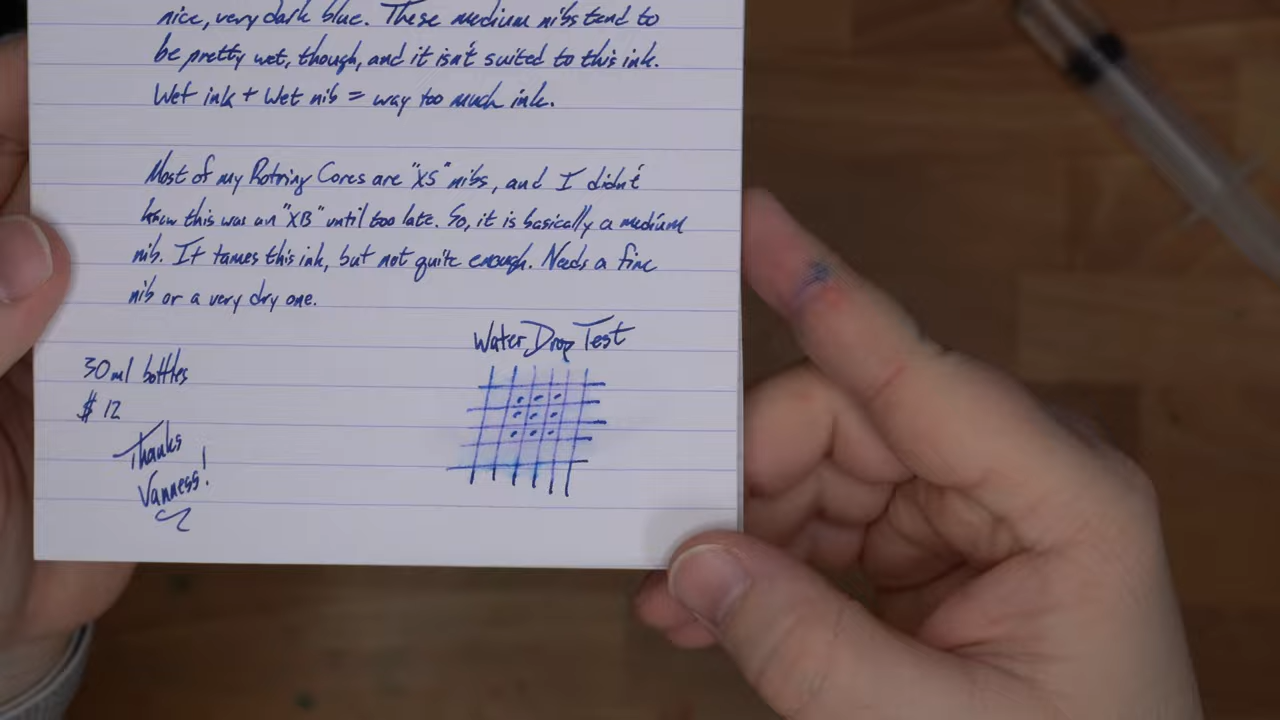 nice, very dark blue. These medium nibs tend to
be pretty wet, though, and it isn't suited to this ink.
Wet ink + Wet nib = way too much ink.
Most of my Rotring Cores are "XS" nibs, and I didn't
know this was an "XB" until too late. So, it is basically a medium
nib. It tames this ink, but not quite enough. Needs a fine
nib or a very dry one.
Water Drop Test
30ml bottles
$12
Thanks
Vanness!